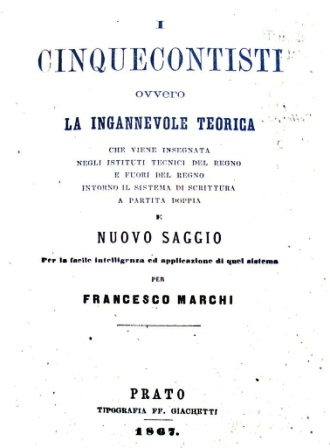 I
CINQUECONTISTI
ovvero
LA INGANNEVOLE TEORICA
CHE VIENE INSEGNATA
NEGLI ISTITUTI TECNICI DEL REGNO
E FUORI DEL REGNO
INTORNO IL SISTEMA DI SCRITTURA
A PARTITA DOPPIA
E
NUOVO SAGGIO
Per la facile intelligenza ed applicazione di quel sistema
PER
FRANCESCO MARCHI
PRATO
TIPOGRAFIA FF. GIACHETTI
1867.